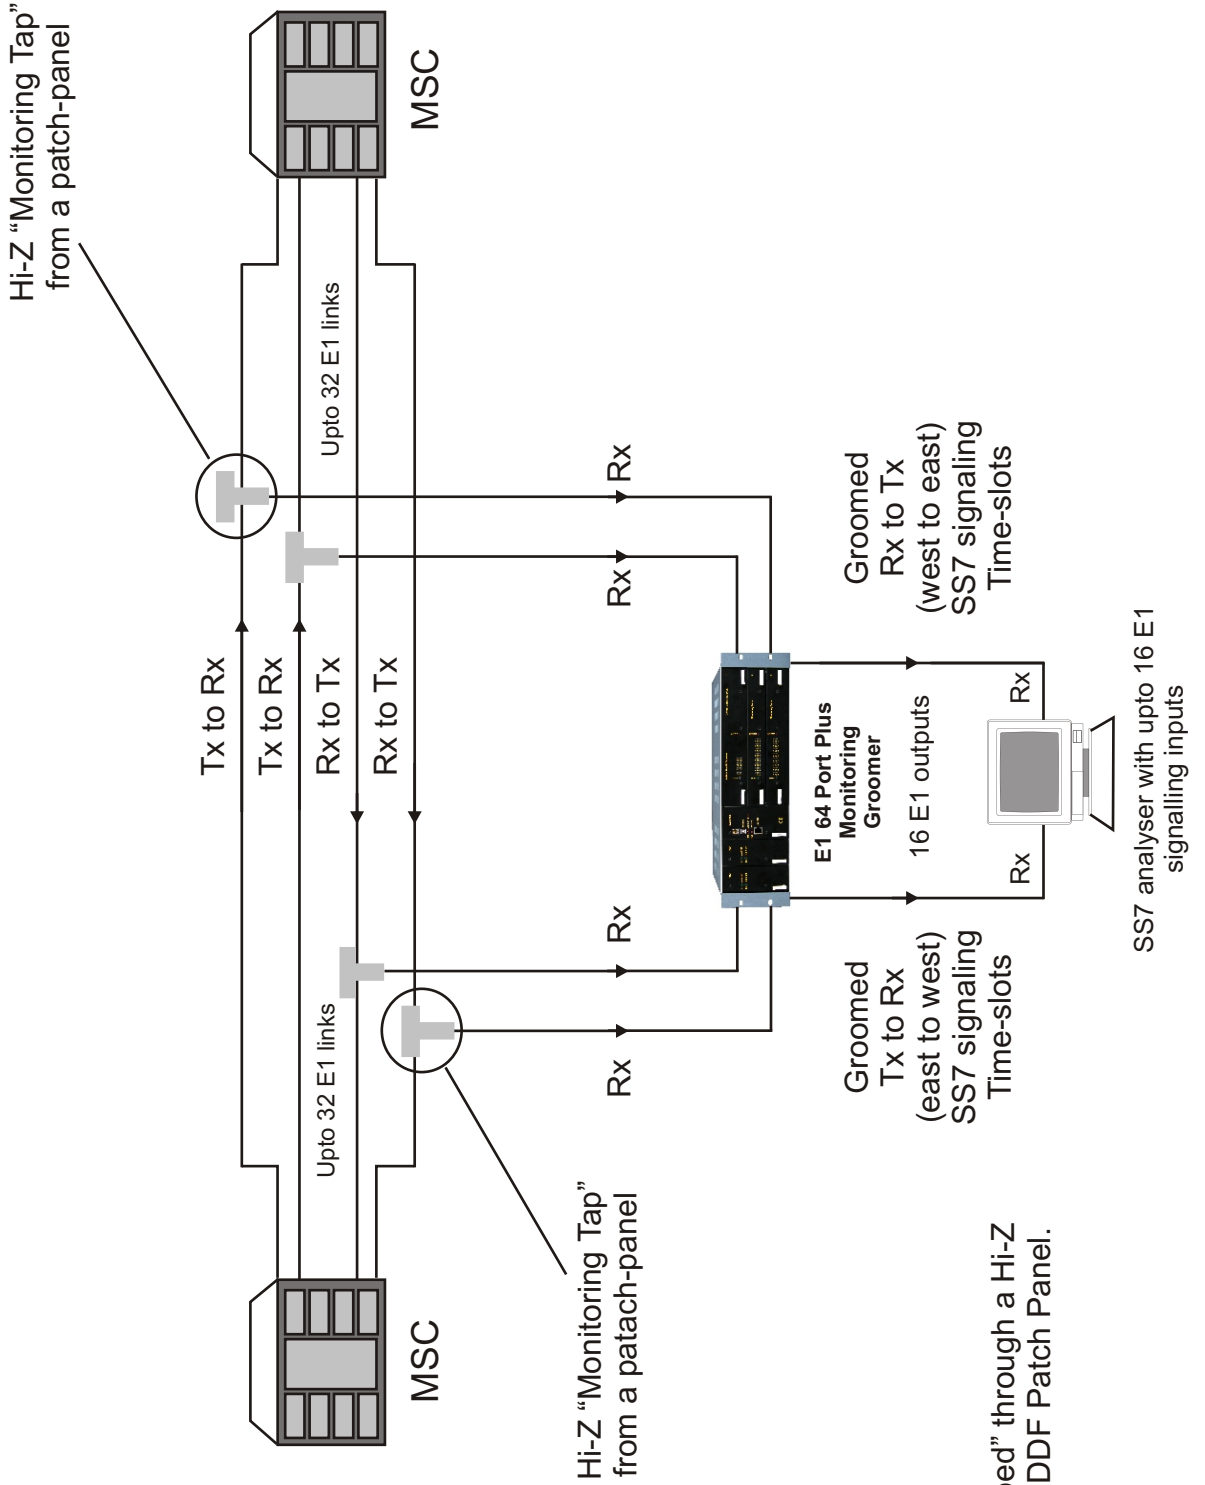 Hi-Z “Monitoring Tap”
from a patch-panel
MSC
MSC
Tx to Rx
Tx to Rx
Rx to Tx
Rx to Tx
Upto 32 E1 links
Upto 32 E1 links
Hi-Z “Monitoring Tap”
from a patach-panel
Rx
Rx
Rx
Rx
E1 64 Port Plus
Monitoring
Groomer
16 E1 outputs
Groomed
Tx to Rx
(east to west)
SS7 signaling
Time-slots
Groomed
Rx to Tx
(west to east)
SS7 signaling
Time-slots
Rx
Rx
SS7 analyser with upto 16 E1
signalling inputs
through a Hi-Z
DDF Patch Panel.